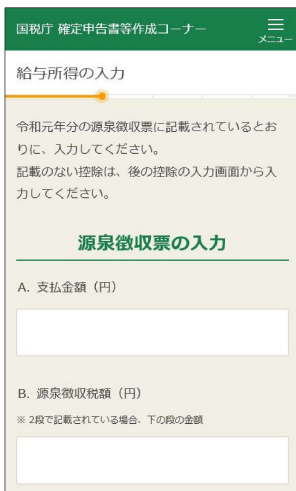 国税庁 確定申告書等作成コーナー
メニュー
給与所得の入力
令和元年分の源泉徴収票に記載されているとお
りに、入力してください。
記載のない控除は、後の控除の入力画面から入
力してください。
源泉徴収票の入力
A. 支払金額（円）
B. 源泉徴収税額（円）
※ 2段で記載されている場合、下の段の金額